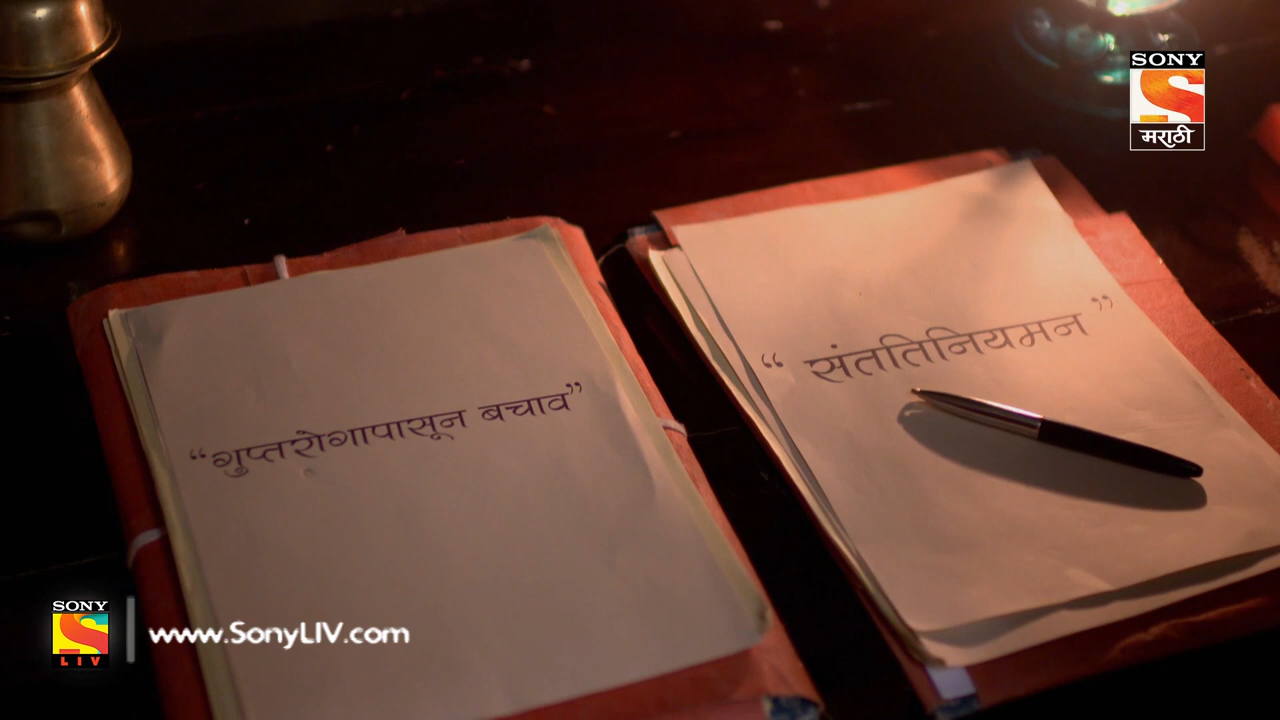 SONY
मराठी
“गुप्तरोगापासून बचाव”
“ संततिनियमन ”
SONY
LIV
www.SonyLIV.com